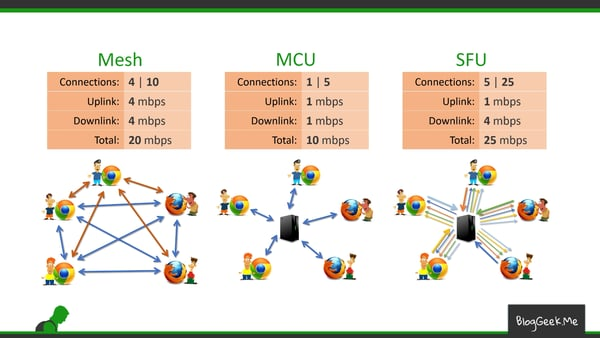 Mesh
Connections: 4 | 10
Uplink: 4 mbps
Downlink: 4 mbps
Total: 20 mbps
MCU
Connections: 1 | 5
Uplink: 1 mbps
Downlink: 1 mbps
Total: 10 mbps
SFU
Connections: 5 | 25
Uplink: 1 mbps
Downlink: 4 mbps
Total: 25 mbps
BlogGeek.Me